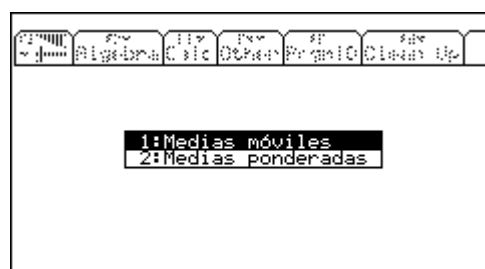 Algebra Calc Other PrgmIO Clean Up
1:Medias móviles
2:Medias ponderadas